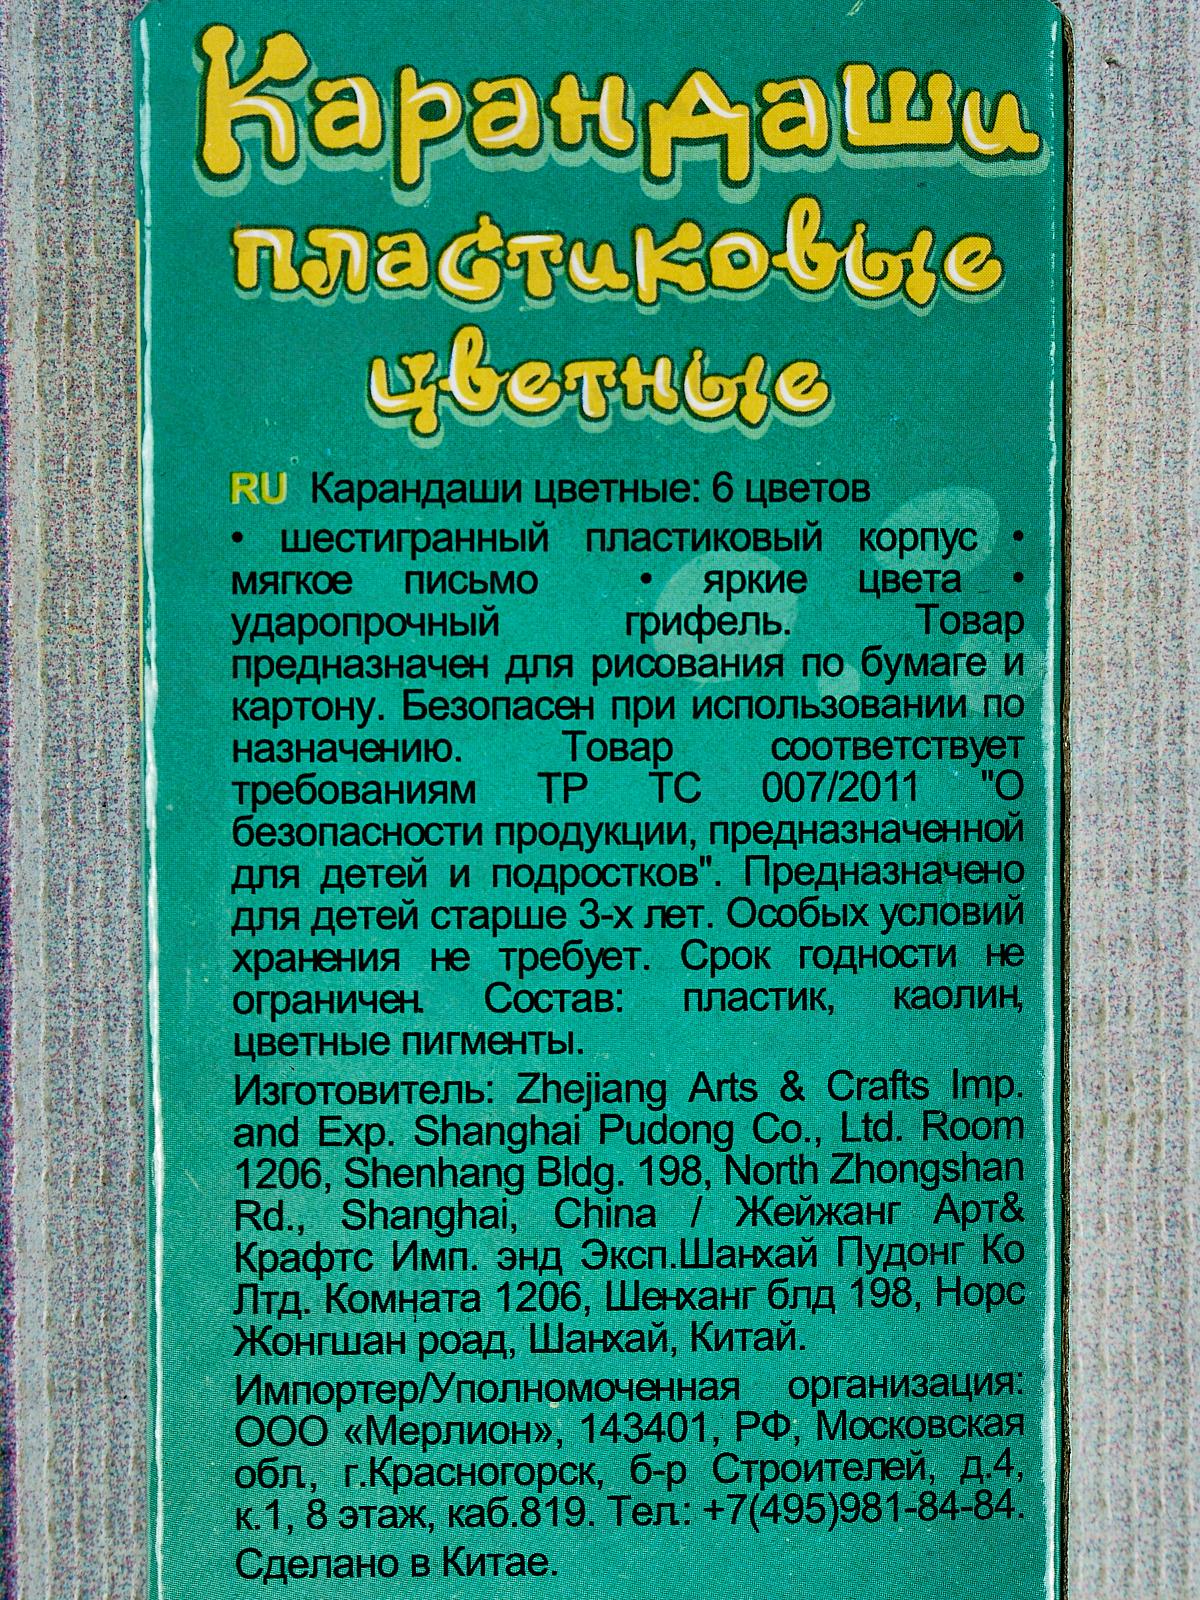 Карандаши
пластиковые
цветные
RU Карандаши цветные: 6 цветов
• шестигранный пластиковый корпус •
мягкое письмо • яркие цвета •
ударопрочный грифель. Товар
предназначен для рисования по бумаге и
картону. Безопасен при использовании по
назначению. Товар соответствует
требованиям ТР ТС 007/2011 "О
безопасности продукции, предназначенной
для детей и подростков". Предназначено
для детей старше 3-х лет. Особых условий
хранения не требует. Срок годности не
ограничен. Состав: пластик, каолин,
цветные пигменты.
Изготовитель: Zhejiang Arts & Crafts Imp.
and Exp. Shanghai Pudong Co., Ltd. Room
1206, Shenhang Bldg. 198, North Zhongshan
Rd., Shanghai, China / Жейжанг Арт&
Крафтс Имп. энд Эксп.Шанхай Пудонг Ко
Лтд. Комната 1206, Шенханг блд 198, Норс
Жонгшан роад, Шанхай, Китай.
Импортер/Уполномоченная организация:
ООО «Мерлион», 143401, РФ, Московская
обл., г.Красногорск, б-р Строителей, д.4,
к.1, 8 этаж, каб.819. Тел.: +7(495)981-84-84.
Сделано в Китае.